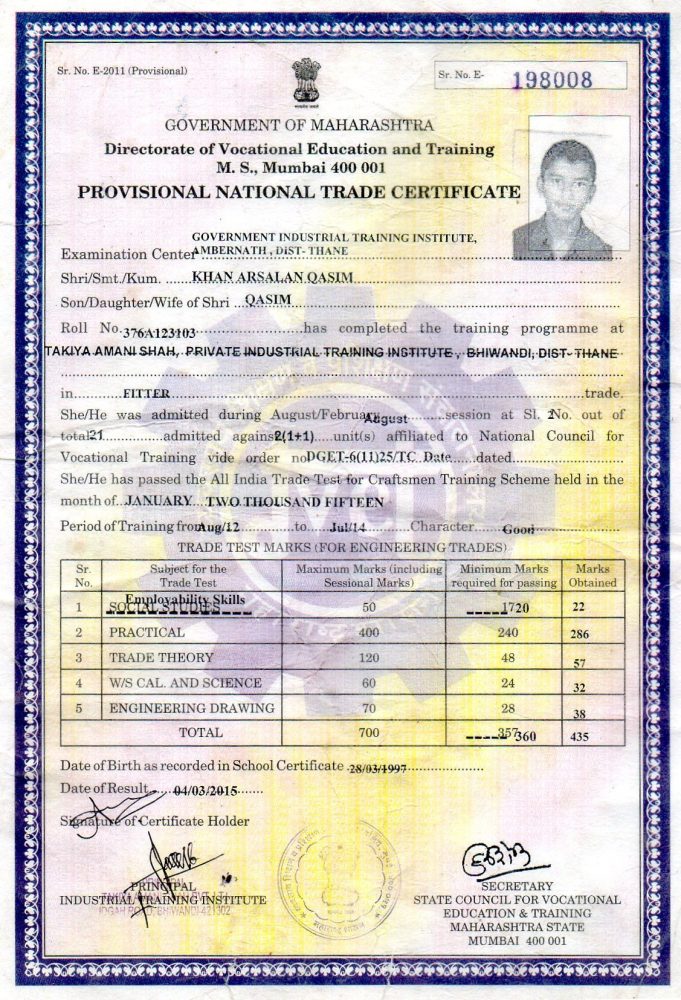 Sr. No. E-2011 (Provisional)
Sr. No. E- 198008
GOVERNMENT OF MAHARASHTRA
Directorate of Vocational Education and Training
M. S., Mumbai 400 001
PROVISIONAL NATIONAL TRADE CERTIFICATE
GOVERNMENT INDUSTRIAL TRAINING INSTITUTE,
Examination Center AMBERNATH , DIST- THANE
Shri/Smt./Kum. KHAN ARSALAN QASIM
Son/Daughter/Wife of Shri QASIM
Roll No. 376A123103 has completed the training programme at
TAKIYA AMANI SHAH, PRIVATE INDUSTRIAL TRAINING INSTITUTE , BHIWANDI, DIST- THANE
in FITTER trade.
She/He was admitted during August/February August session at Sl. 2 No. out of
total 21 admitted against 2(1+1) unit(s) affiliated to National Council for
Vocational Training vide order no DGET-6(11)25/TC Date dated
She/He has passed the All India Trade Test for Craftsmen Training Scheme held in the
month of JANUARY TWO THOUSAND FIFTEEN
Period of Training from Aug/12 to Jul/14 Character Good
TRADE TEST MARKS (FOR ENGINEERING TRADES)
Sr. No. Subject for the Trade Test Maximum Marks (including Sessional Marks) Minimum Marks required for passing Marks Obtained
Employability Skills
1 SOCIAL STUDIES 50 17 20 22
2 PRACTICAL 400 240 286
3 TRADE THEORY 120 48 57
4 W/S CAL. AND SCIENCE 60 24 32
5 ENGINEERING DRAWING 70 28 38
TOTAL 700 357 360 435
Date of Birth as recorded in School Certificate 28/03/1997
Date of Result 04/03/2015
Signature of Certificate Holder
PRINCIPAL
INDUSTRIAL TRAINING INSTITUTE
IDGAH ROAD, BHIWANDI-421302
SECRETARY
STATE COUNCIL FOR VOCATIONAL
EDUCATION & TRAINING
MAHARASHTRA STATE
MUMBAI 400 001